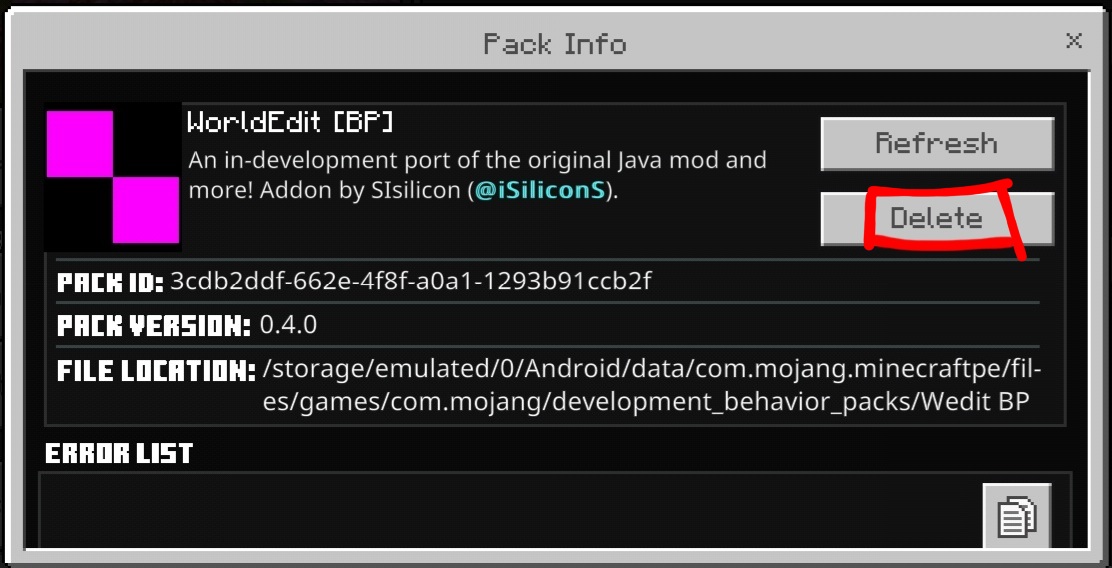 Pack Info
WorldEdit [BP]
An in-development port of the original Java mod and
more! Addon by SIsilicon (@iSiliconS).
Refresh
Delete
PACK ID: 3cdb2ddf-662e-4f8f-a0a1-1293b91ccb2f
PACK VERSION: 0.4.0
FILE LOCATION: /storage/emulated/0/Android/data/com.mojang.minecraftpe/fil-
es/games/com.mojang/development_behavior_packs/Wedit BP
ERROR LIST